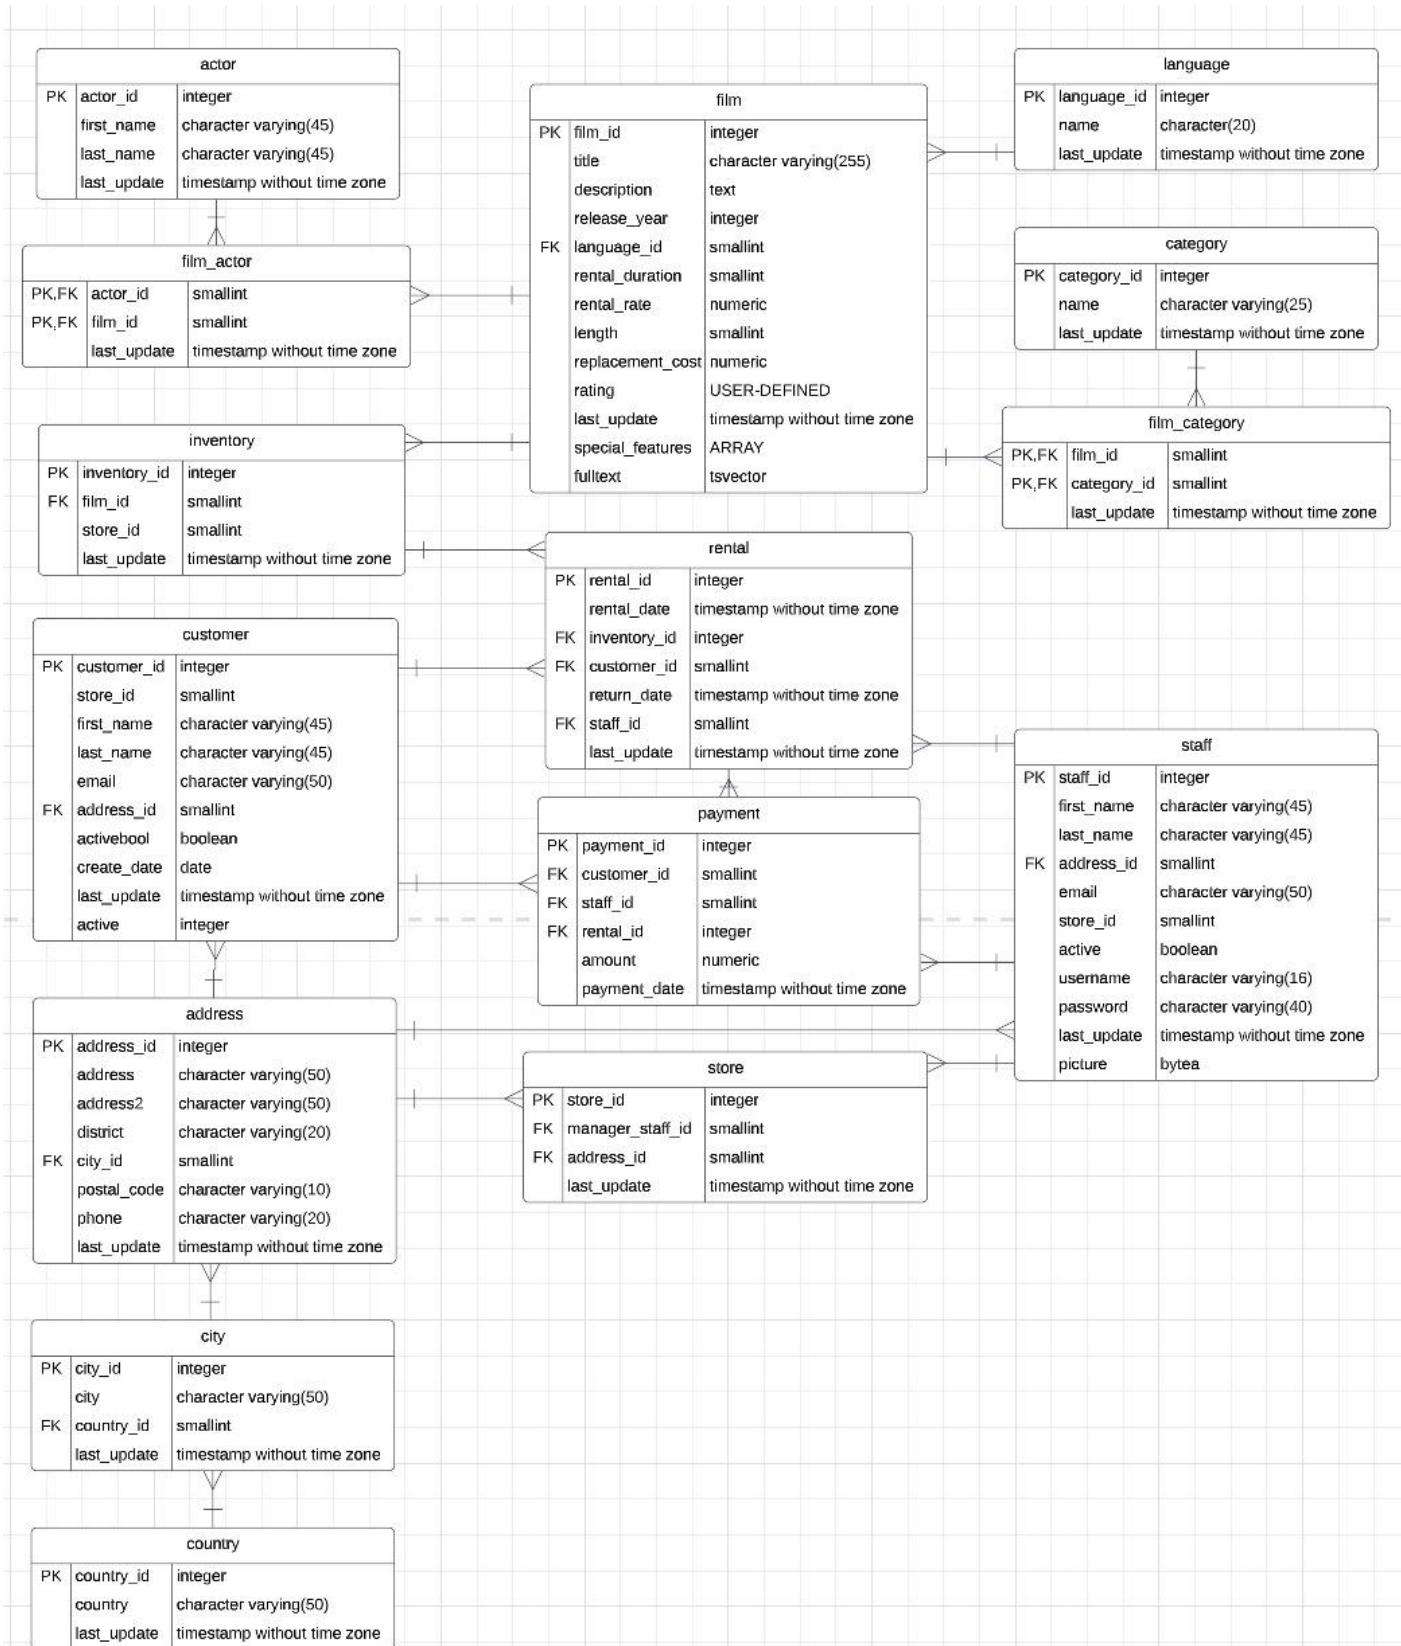 actor
PK actor_id integer
first_name character varying(45)
last_name character varying(45)
last_update timestamp without time zone
film_actor
PK,FK actor_id smallint
PK,FK film_id smallint
last_update timestamp without time zone
inventory
PK inventory_id integer
FK film_id smallint
store_id smallint
last_update timestamp without time zone
customer
PK customer_id integer
store_id smallint
first_name character varying(45)
last_name character varying(45)
email character varying(50)
FK address_id smallint
activebool boolean
create_date date
last_update timestamp without time zone
active integer
address
PK address_id integer
address character varying(50)
address2 character varying(50)
district character varying(20)
FK city_id smallint
postal_code character varying(10)
phone character varying(20)
last_update timestamp without time zone
city
PK city_id integer
city character varying(50)
FK country_id smallint
last_update timestamp without time zone
country
PK country_id integer
country character varying(50)
last_update timestamp without time zone
film
PK film_id integer
title character varying(255)
description text
release_year integer
FK language_id smallint
rental_duration smallint
rental_rate numeric
length smallint
replacement_cost numeric
rating USER-DEFINED
last_update timestamp without time zone
special_features ARRAY
fulltext tsvector
rental
PK rental_id integer
rental_date timestamp without time zone
FK inventory_id integer
FK customer_id smallint
return_date timestamp without time zone
FK staff_id smallint
last_update timestamp without time zone
payment
PK payment_id integer
FK customer_id smallint
FK staff_id smallint
FK rental_id integer
amount numeric
payment_date timestamp without time zone
store
PK store_id integer
FK manager_staff_id smallint
FK address_id smallint
last_update timestamp without time zone
language
PK language_id integer
name character(20)
last_update timestamp without time zone
category
PK category_id integer
name character varying(25)
last_update timestamp without time zone
film_category
PK,FK film_id smallint
PK,FK category_id smallint
last_update timestamp without time zone
staff
PK staff_id integer
first_name character varying(45)
last_name character varying(45)
FK address_id smallint
email character varying(50)
store_id smallint
active boolean
username character varying(16)
password character varying(40)
last_update timestamp without time zone
picture bytea